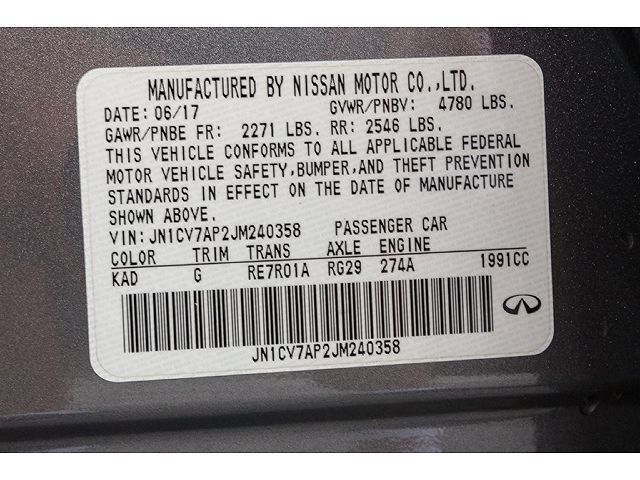 MANUFACTURED BY NISSAN MOTOR CO.,LTD.
DATE: 06/17 GVWR/PNBV: 4780 LBS.
GAWR/PNBE FR: 2271 LBS. RR: 2546 LBS.
THIS VEHICLE CONFORMS TO ALL APPLICABLE FEDERAL
MOTOR VEHICLE SAFETY, BUMPER,AND THEFT PREVENTION
STANDARDS IN EFFECT ON THE DATE OF MANUFACTURE
SHOWN ABOVE.
VIN: JN1CV7AP2JM240358 PASSENGER CAR
COLOR TRIM TRANS AXLE ENGINE
KAD G RE7R01A RG29 274A 1991CC
JN1CV7AP2JM240358